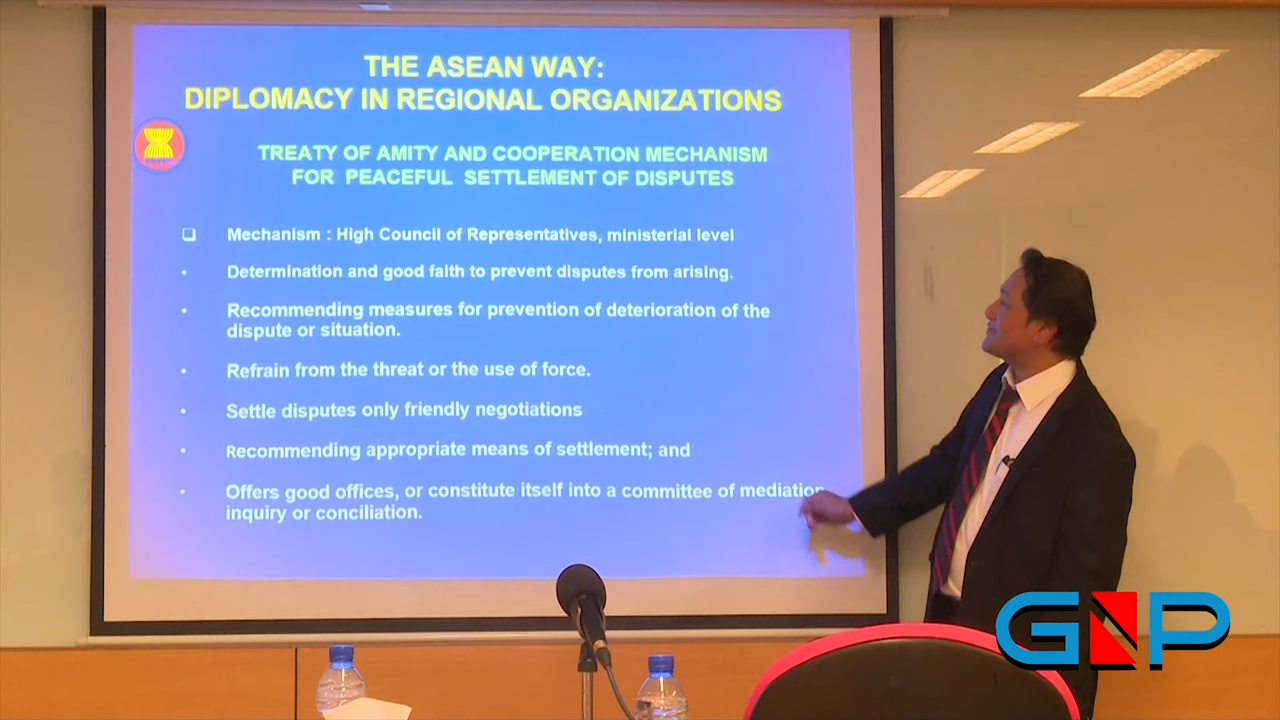 THE ASEAN WAY:
DIPLOMACY IN REGIONAL ORGANIZATIONS
TREATY OF AMITY AND COOPERATION MECHANISM
FOR PEACEFUL SETTLEMENT OF DISPUTES
❑ Mechanism : High Council of Representatives, ministerial level
• Determination and good faith to prevent disputes from arising.
• Recommending measures for prevention of deterioration of the
dispute or situation.
• Refrain from the threat or the use of force.
• Settle disputes only friendly negotiations
• Recommending appropriate means of settlement; and
• Offers good offices, or constitute itself into a committee of mediation
inquiry or conciliation.
GNP